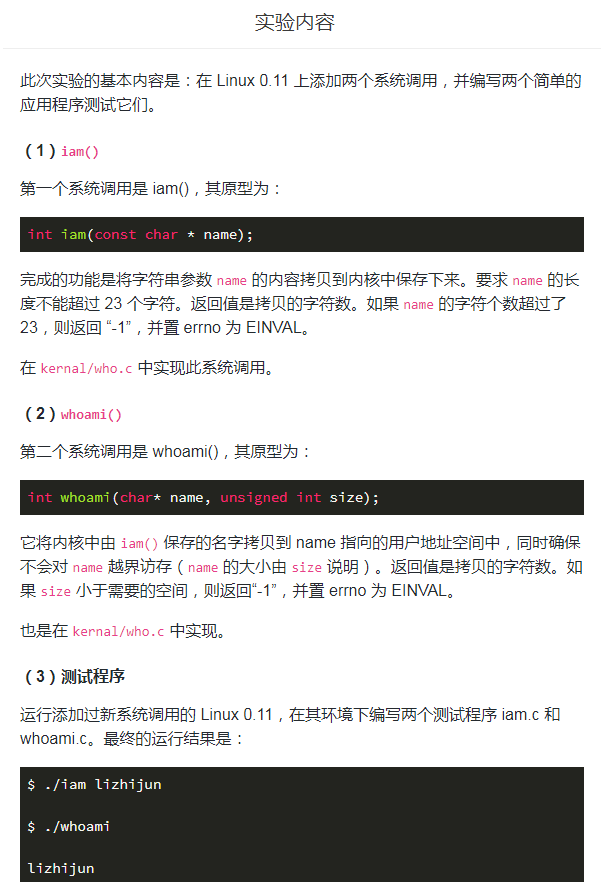 实验内容
此次实验的基本内容是：在 Linux 0.11 上添加两个系统调用，并编写两个简单的
应用程序测试它们。
（1）iam()
第一个系统调用是 iam()，其原型为：
int iam(const char * name);
完成的功能是将字符串参数 name 的内容拷贝到内核中保存下来。要求 name 的长
度不能超过 23 个字符。返回值是拷贝的字符数。如果 name 的字符个数超过了
23，则返回 “-1”，并置 errno 为 EINVAL。
在 kernal/who.c 中实现此系统调用。
（2）whoami()
第二个系统调用是 whoami()，其原型为：
int whoami(char* name, unsigned int size);
它将内核中由 iam() 保存的名字拷贝到 name 指向的用户地址空间中，同时确保
不会对 name 越界访存（name 的大小由 size 说明）。返回值是拷贝的字符数。如
果 size 小于需要的空间，则返回“-1”，并置 errno 为 EINVAL。
也是在 kernal/who.c 中实现。
（3）测试程序
运行添加过新系统调用的 Linux 0.11，在其环境下编写两个测试程序 iam.c 和
whoami.c。最终的运行结果是：
$ ./iam lizhijun
$ ./whoami
lizhijun